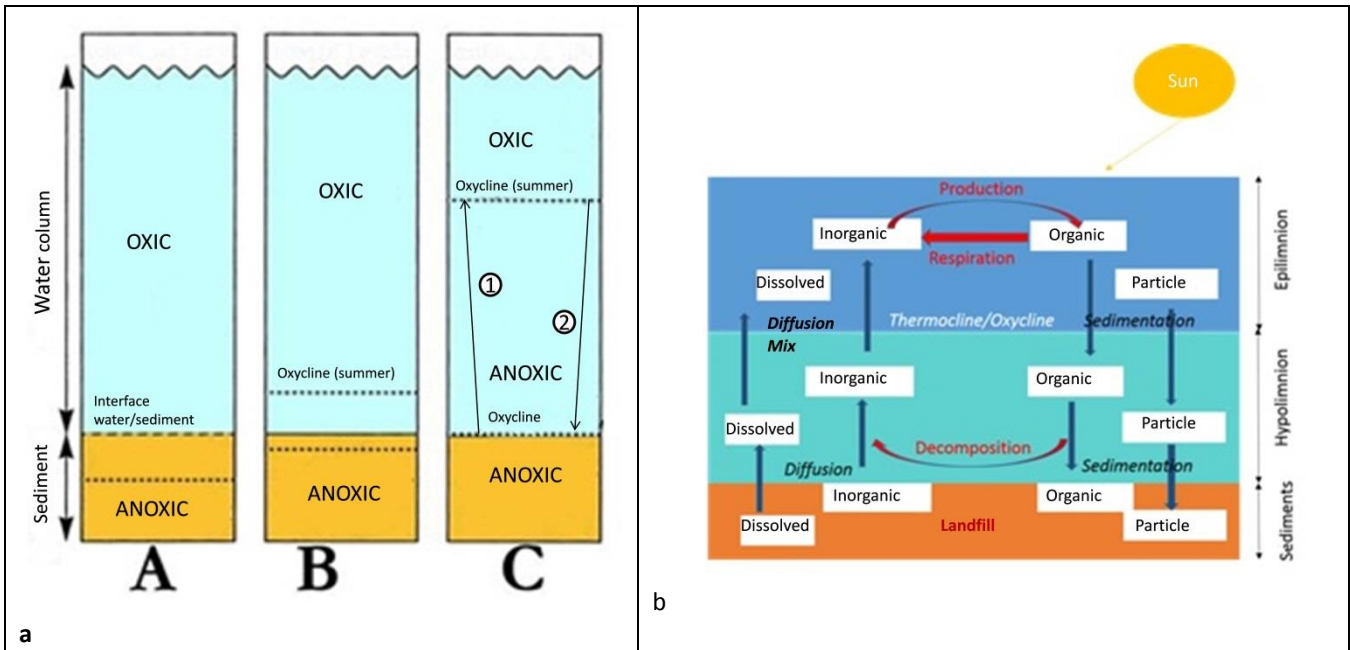 Water column
Sediment
OXIC
Interface
water/sediment
ANOXIC
A
OXIC
Oxycline (summer)
ANOXIC
B
OXIC
Oxycline (summer)
①
②
ANOXIC
Oxycline
ANOXIC
C
a
Sun
Production
Inorganic
Organic
Respiration
Dissolved
Particle
Diffusion
Mix
Thermocline/Oxycline
Sedimentation
Epilimnion
Inorganic
Organic
Dissolved
Particle
Decomposition
Diffusion
Sedimentation
Hypolimnion
Inorganic
Organic
Dissolved
Landfill
Particle
Sediments
b